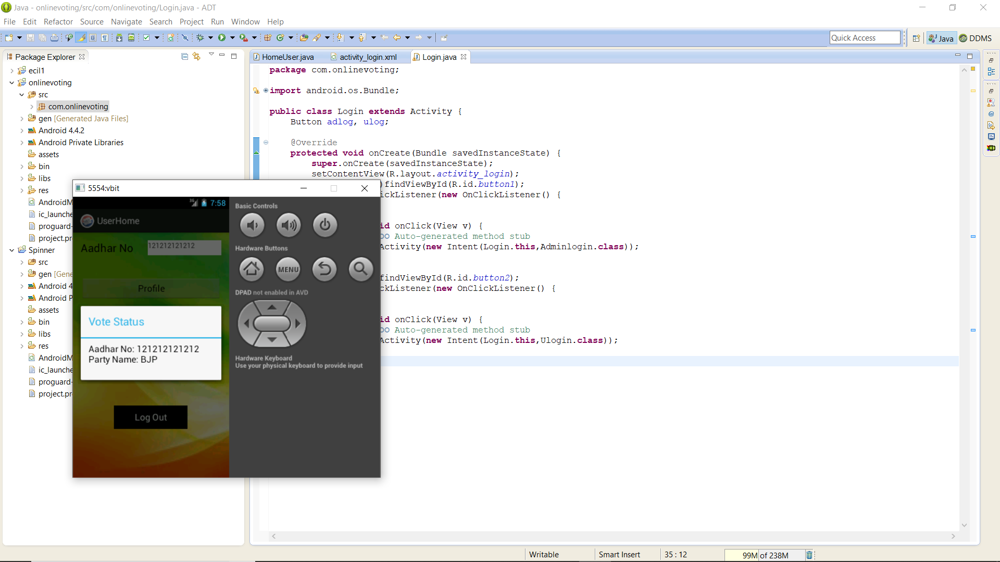 Java - onlinevoting/src/com/onlinevoting/Login.java - ADT
File Edit Refactor Source Navigate Search Project Run Window Help
Quick Access
Java
DDMS
Package Explorer
ecil1
onlinevoting
src
com.onlinevoting
gen [Generated Java Files]
Android 4.4.2
Android Private Libraries
assets
bin
libs
res
AndroidM
ic_launche
proguard-
project.pr
Spinner
src
gen [Gene
Android 4
Android P
assets
bin
libs
res
AndroidM
ic_launche
proguard-
project.pr
HomeUser.java
activity_login.xml
Login.java
package com.onlinevoting;
import android.os.Bundle;
public class Login extends Activity {
Button adlog, ulog;
@Override
protected void onCreate(Bundle savedInstanceState) {
super.onCreate(savedInstanceState);
setContentView(R.layout.activity_login);
)findViewById(R.id.button1);
ickListener(new OnClickListener() {
id onClick(View v) {
DO Auto-generated method stub
Activity(new Intent(Login.this,Adminlogin.class));
findViewById(R.id.button2);
ckListener(new OnClickListener() {
id onClick(View v) {
DO Auto-generated method stub
Activity(new Intent(Login.this,Ulogin.class));
5554:vbit
3G
7:58
UserHome
Aadhar No
121212121212
Profile
Vote Status
Aadhar No: 121212121212
Party Name: BJP
Log Out
Basic Controls
Hardware Buttons
MENU
DPAD not enabled in AVD
Hardware Keyboard
Use your physical keyboard to provide input
Writable
Smart Insert
35 : 12
99M of 238M